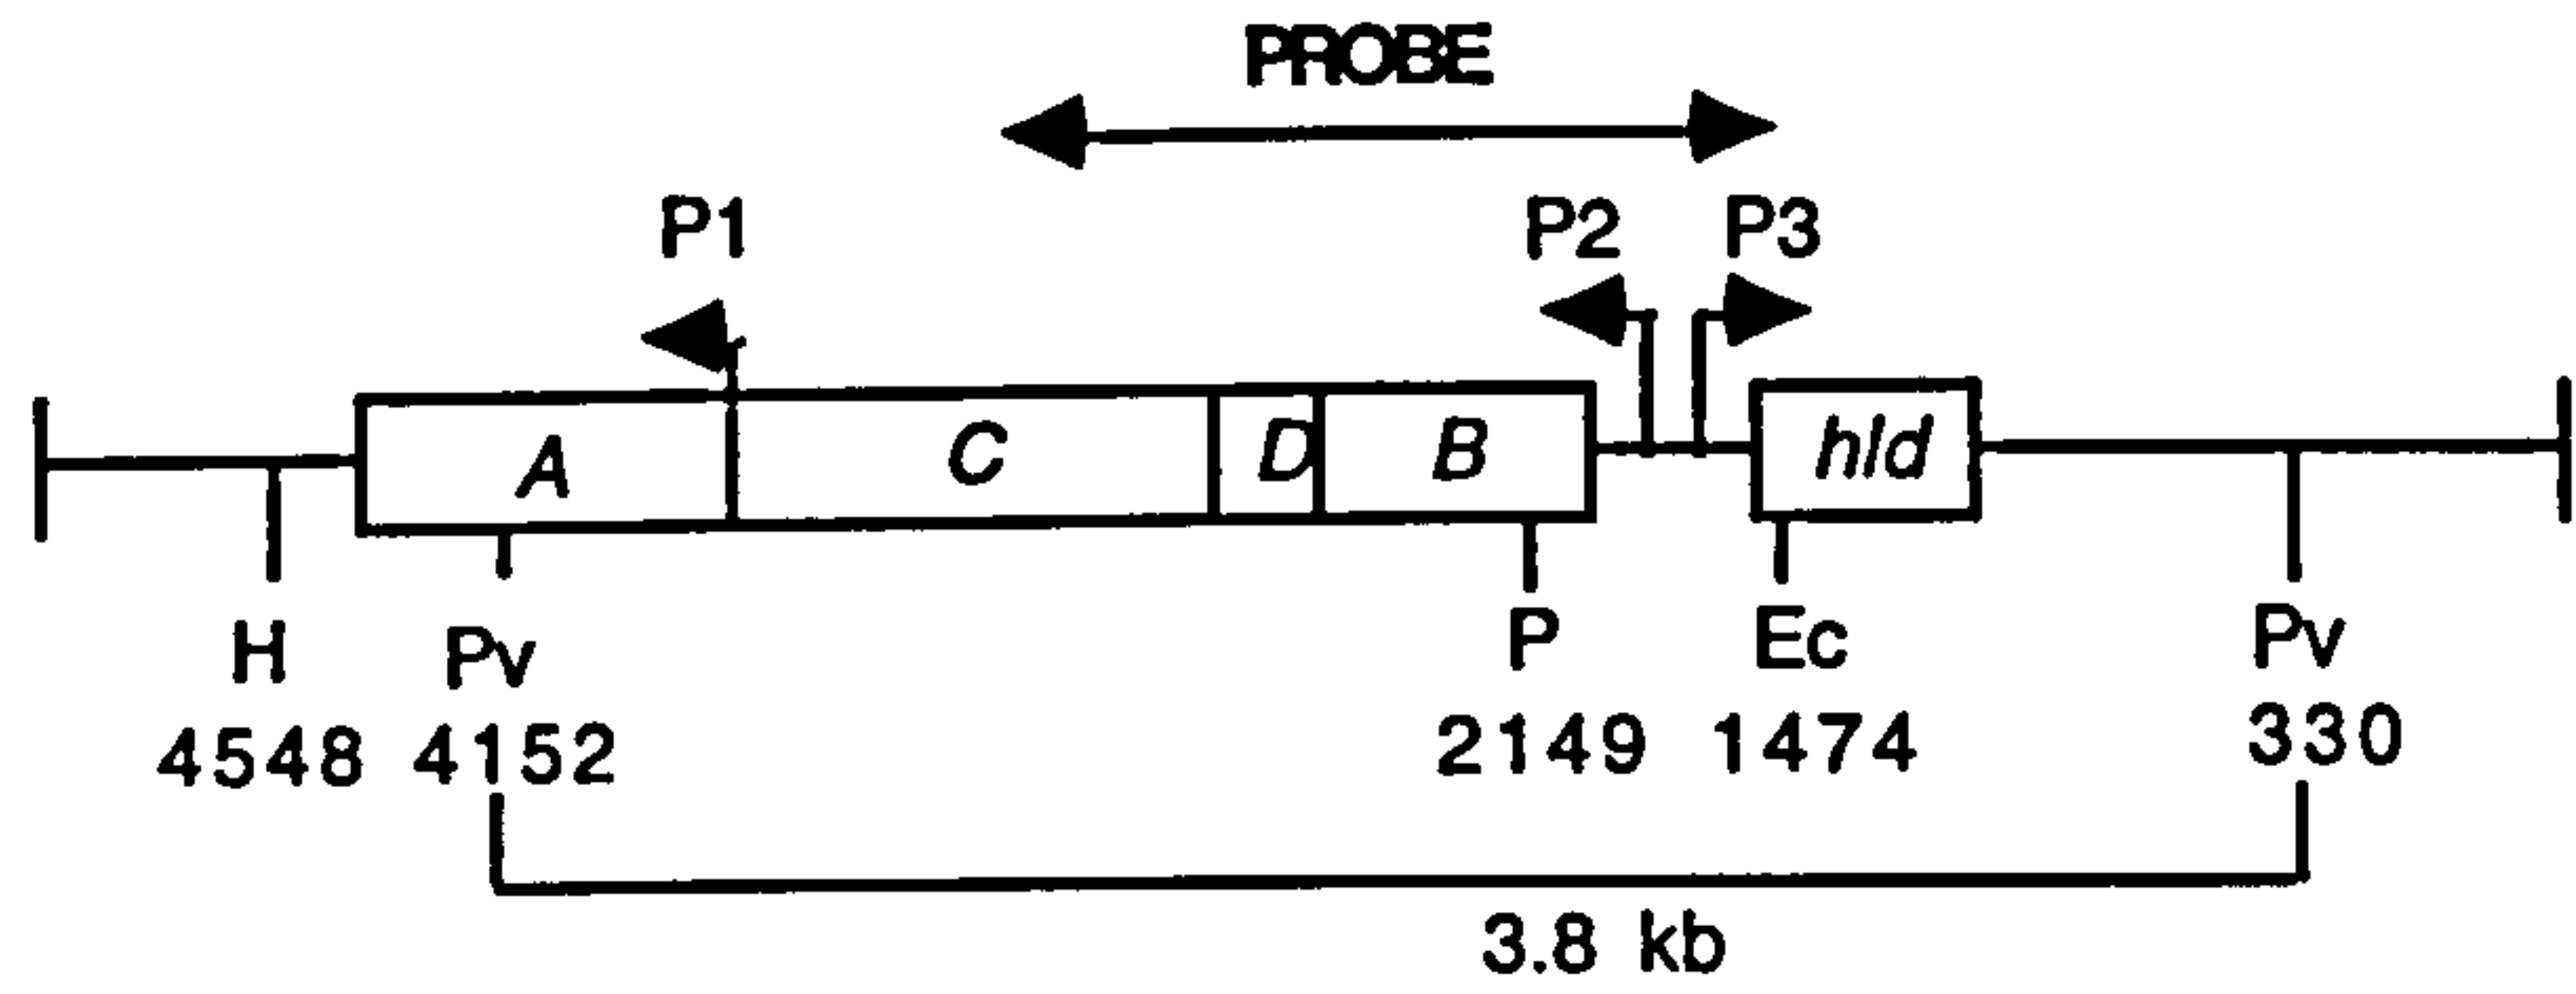 PROBE
P1 P2 P3
A C D B hld
H Pv P Ec Pv
4548 4152 2149 1474 330
3.8 kb